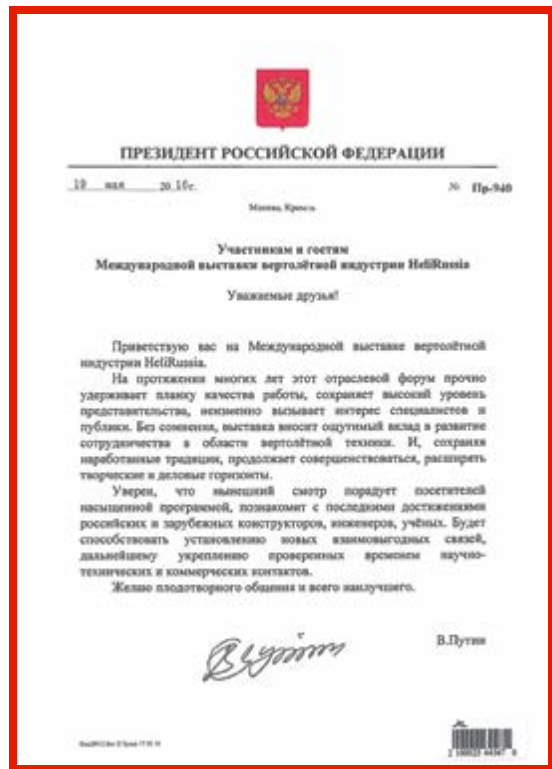 ПРЕЗИДЕНТ РОССИЙСКОЙ ФЕДЕРАЦИИ
19 мая 2016г.
№ Пр-940
Москва, Кремль
Участникам и гостям
Международной выставки вертолётной индустрии HeliRussia
Уважаемые друзья!
Приветствую вас на Международной выставке вертолётной
индустрии HeliRussia.
На протяжении многих лет этот отраслевой форум прочно
удерживает планку качества работы, сохраняет высокий уровень
представительства, неизменно вызывает интерес специалистов и
публики. Без сомнения, выставка вносит ощутимый вклад в развитие
сотрудничества в области вертолётной техники. И, сохраняя
наработанные традиции, продолжает совершенствоваться, расширять
творческие и деловые горизонты.
Уверен, что нынешний смотр порадует посетителей
насыщенной программой, познакомит с последними достижениями
российских и зарубежных конструкторов, инженеров, учёных. Будет
способствовать установлению новых взаимовыгодных связей,
дальнейшему укреплению проверенных временем научно-
технических и коммерческих контактов.
Желаю плодотворного общения и всего наилучшего.
В.Путин